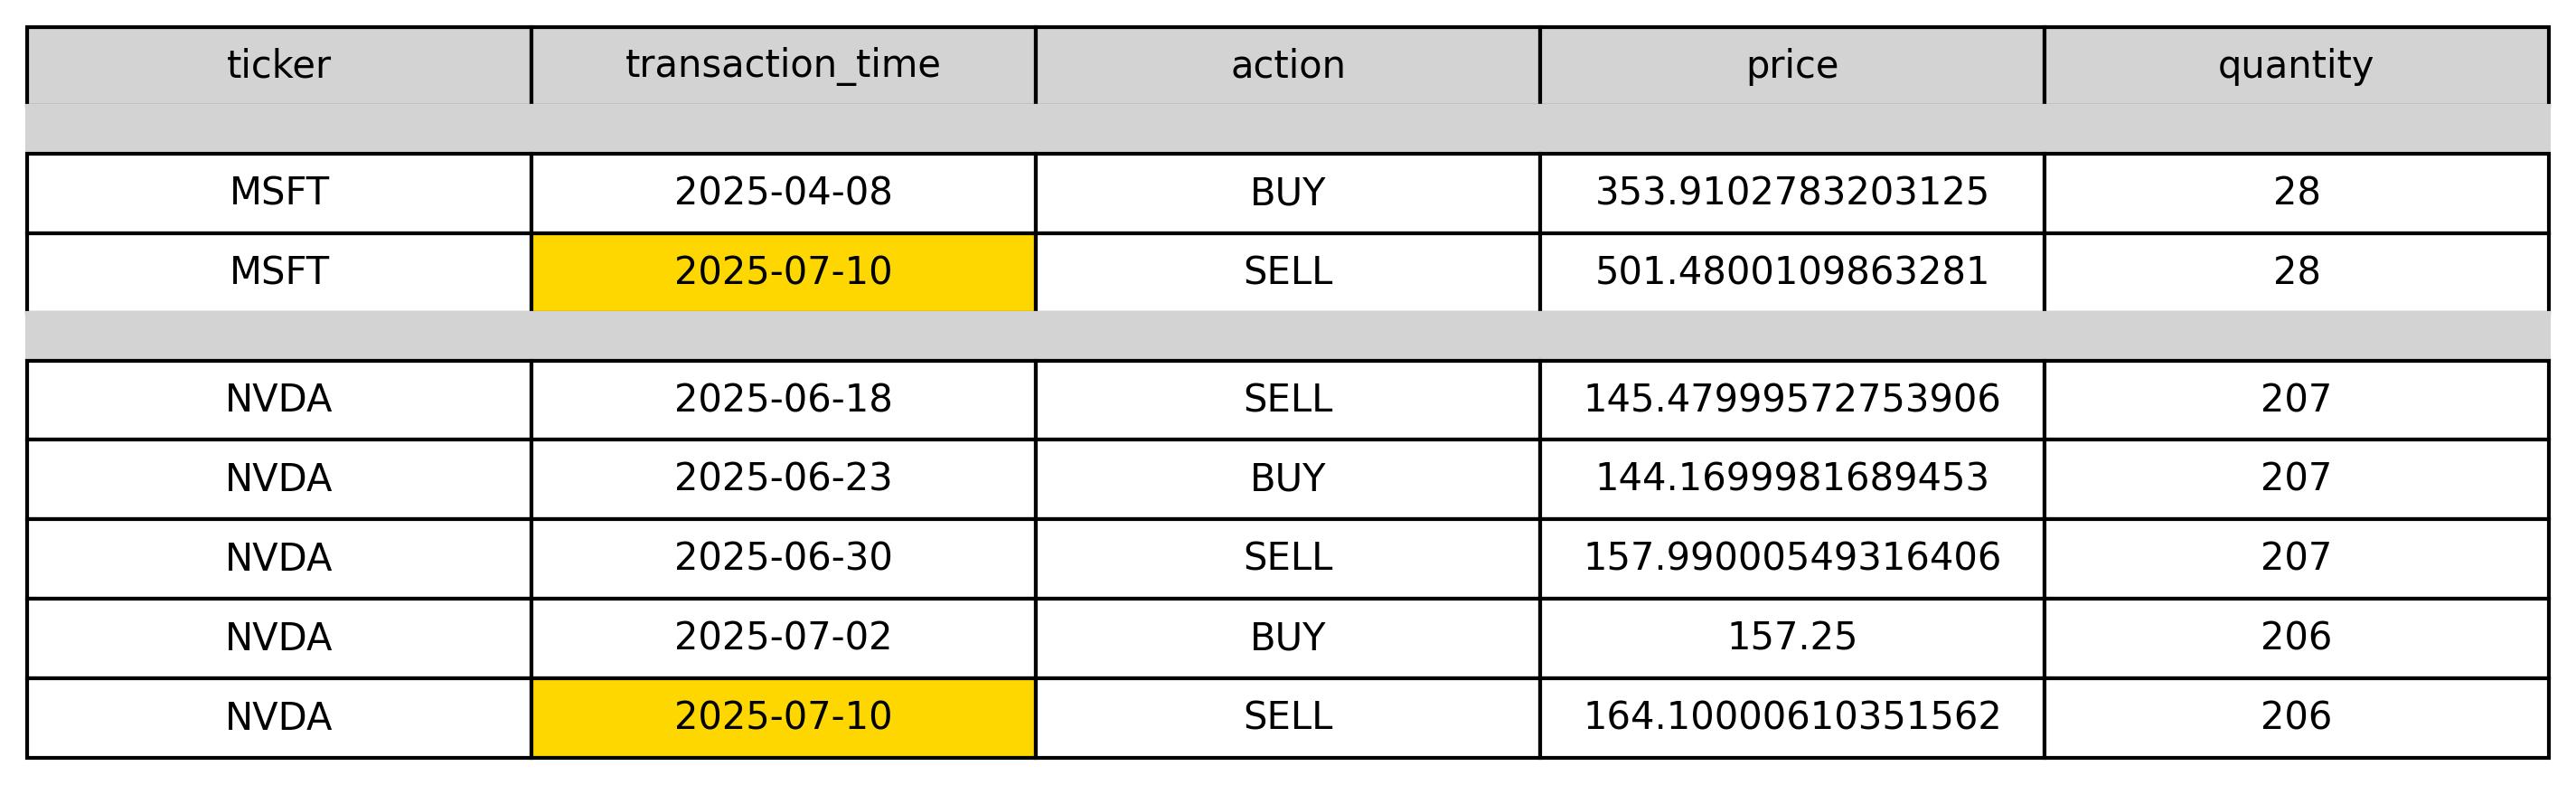 ticker transaction_time action price quantity
MSFT 2025-04-08 BUY 353.9102783203125 28
MSFT 2025-07-10 SELL 501.4800109863281 28
NVDA 2025-06-18 SELL 145.47999572753906 207
NVDA 2025-06-23 BUY 144.1699981689453 207
NVDA 2025-06-30 SELL 157.99000549316406 207
NVDA 2025-07-02 BUY 157.25 206
NVDA 2025-07-10 SELL 164.10000610351562 206